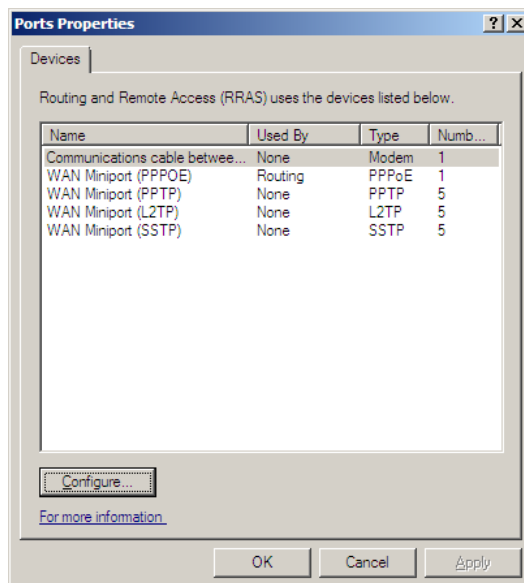 Ports Properties
Devices
Routing and Remote Access (RRAS) uses the devices listed below.
Name Used By Type Numb...
Communications cable betwee... None Modem 1
WAN Miniport (PPPOE) Routing PPPoE 1
WAN Miniport (PPTP) None PPTP 5
WAN Miniport (L2TP) None L2TP 5
WAN Miniport (SSTP) None SSTP 5
Configure...
For more information
OK Cancel Apply